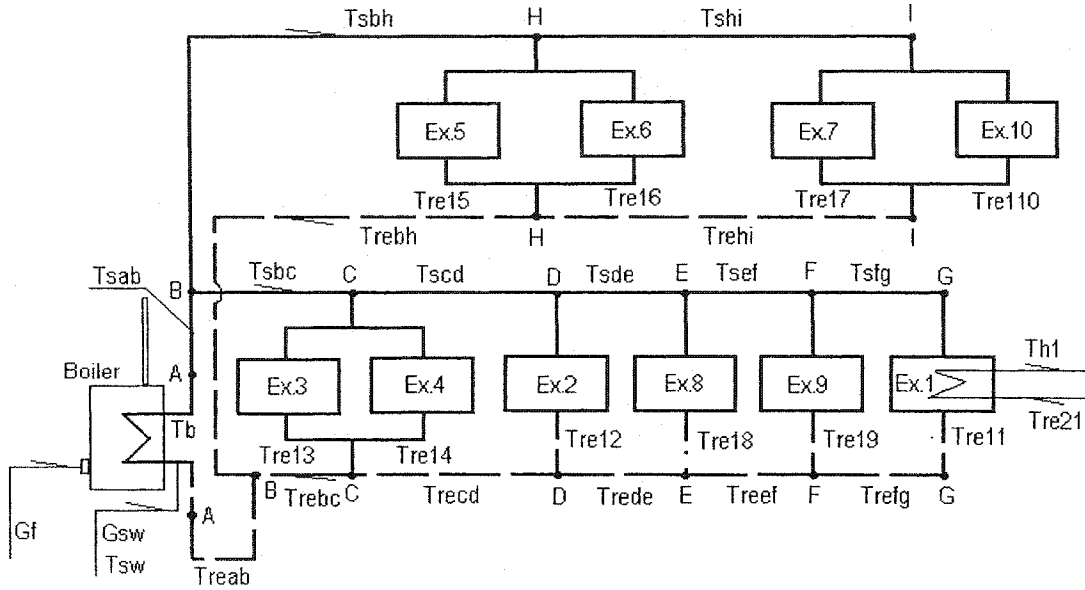 Tsbh H Tshi I
Ex.5 Ex.6 Ex.7 Ex.10
Tre15 Tre16 Tre17 Tre110
Trebh H Trehi I
Tsab B Tsbc C Tscd D Tsde E Tsef F Tsfg G
Boiler A Ex.3 Ex.4 Ex.2 Ex.8 Ex.9 Ex.1 Th1
Tb Tre13 Tre14 Tre12 Tre18 Tre19 Tre11 Tre21
B Trebc C Trecd D Trede E Treef F Trefg G
Gf Gsw A
Tsw
Treab